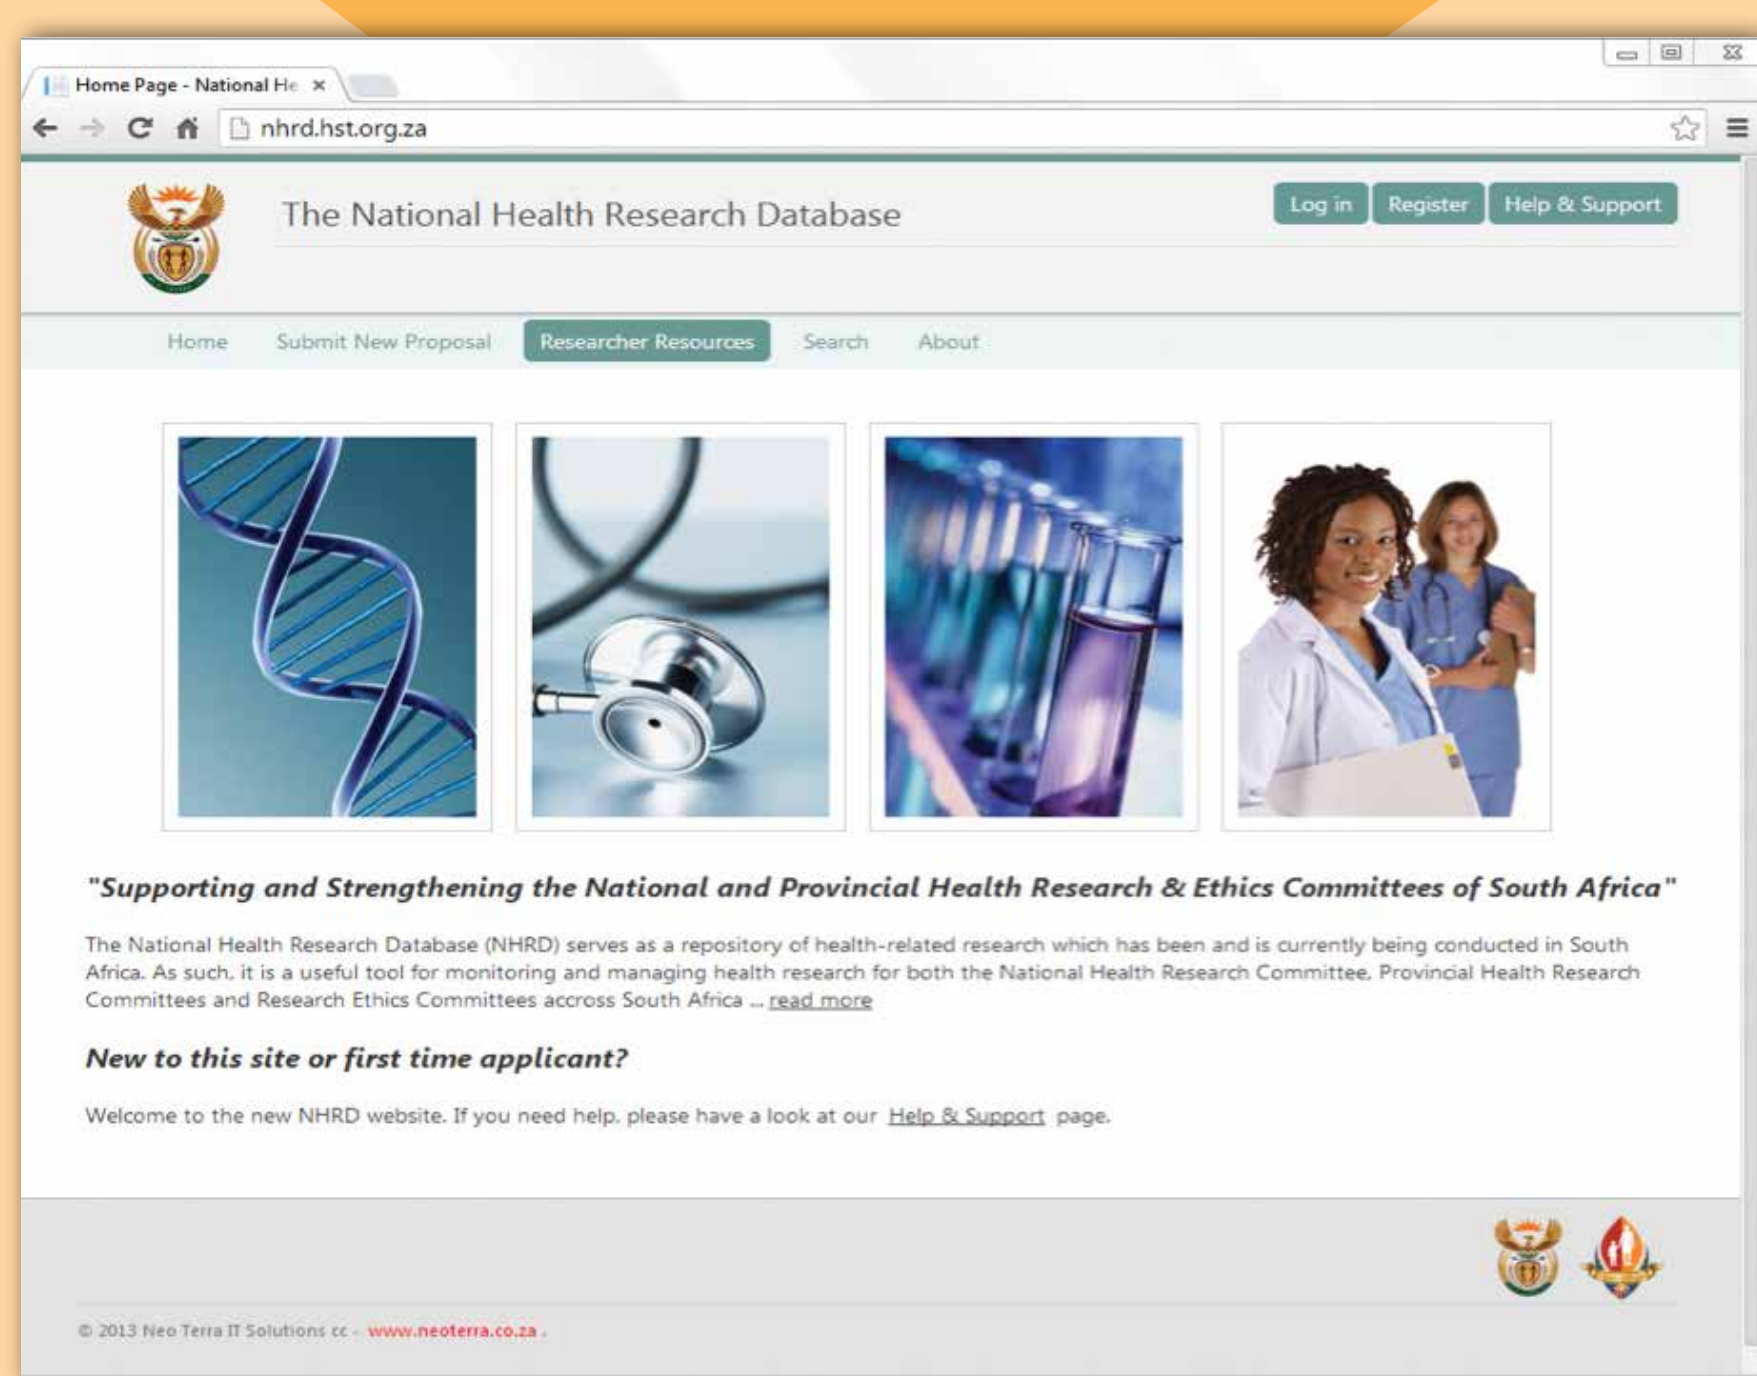 Home Page - National He
nhrd.hst.org.za
The National Health Research Database
Log in Register Help & Support
Home Submit New Proposal Researcher Resources Search About
"Supporting and Strengthening the National and Provincial Health Research & Ethics Committees of South Africa"
The National Health Research Database (NHRD) serves as a repository of health-related research which has been and is currently being conducted in South
Africa. As such, it is a useful tool for monitoring and managing health research for both the National Health Research Committee, Provincial Health Research
Committees and Research Ethics Committees accross South Africa ... read more
New to this site or first time applicant?
Welcome to the new NHRD website. If you need help, please have a look at our Help & Support page.
© 2013 Neo Terra IT Solutions cc - www.neoterra.co.za .